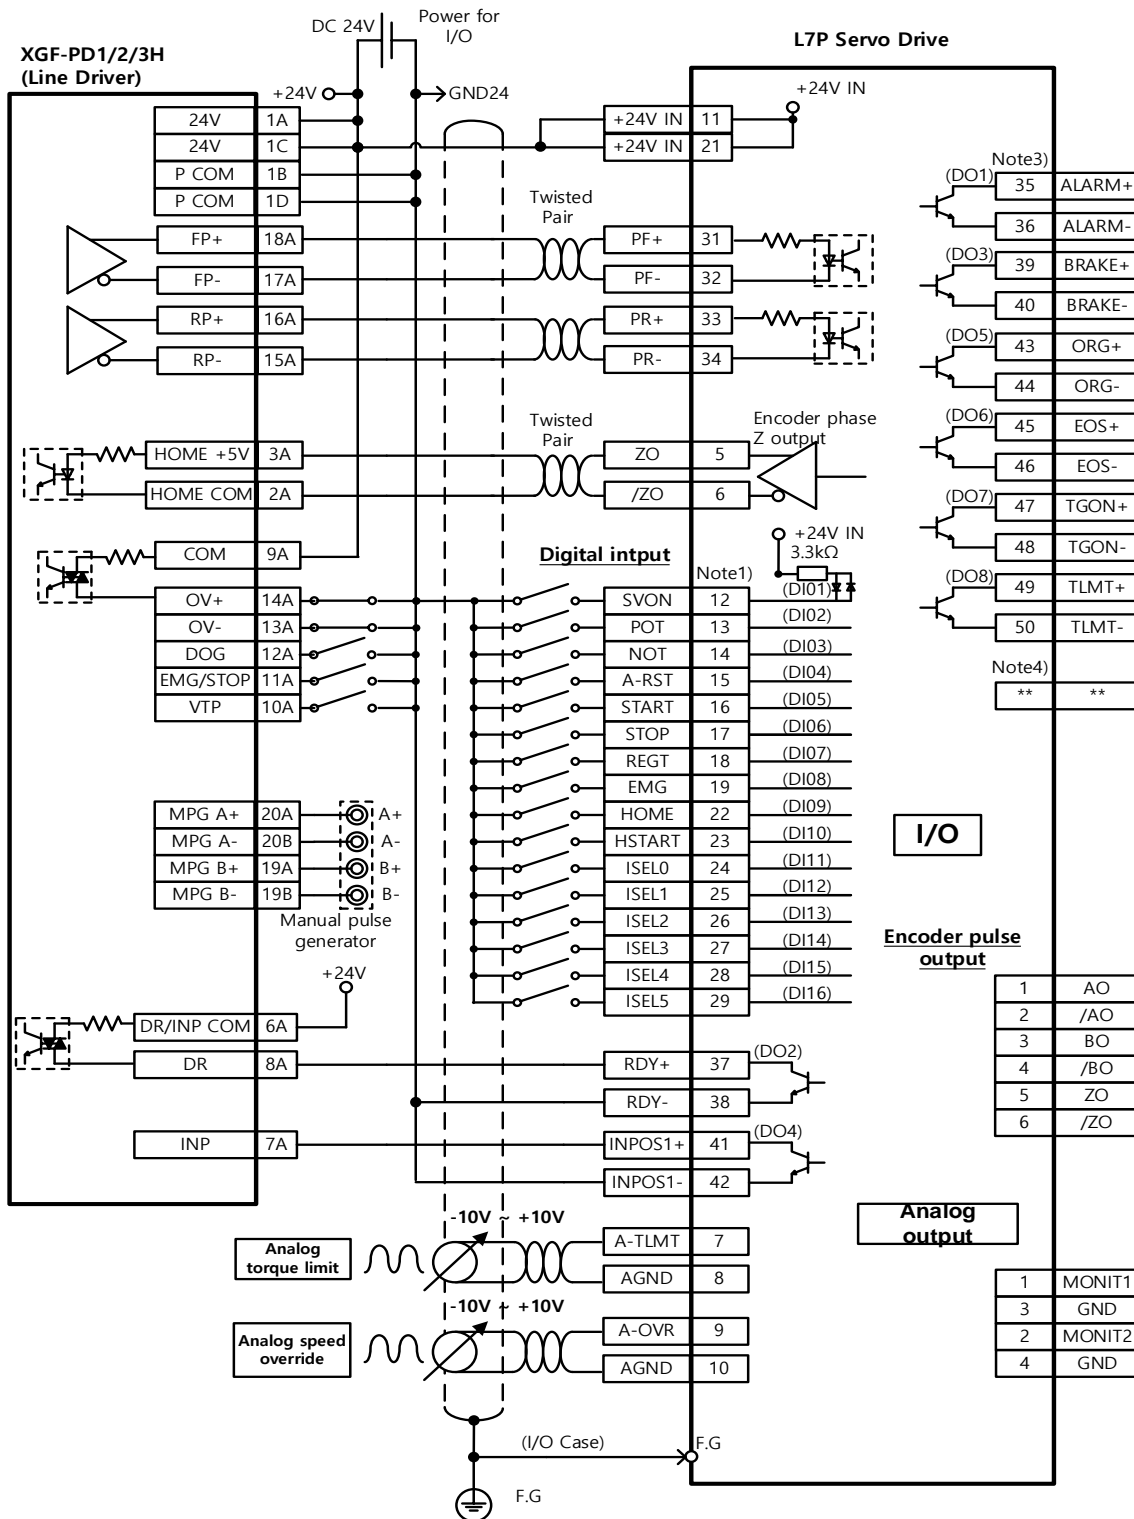 DC 24V
Power for
I/O
XGF-PD1/2/3H
(Line Driver)
L7P Servo Drive
+24V
GND24
+24V IN
24V 1A
24V 1C
P COM 1B
P COM 1D
+24V IN 11
+24V IN 21
Twisted
Pair
FP+ 18A
FP- 17A
RP+ 16A
RP- 15A
PF+ 31
PF- 32
PR+ 33
PR- 34
Note3)
(DO1) 35 ALARM+
36 ALARM-
(DO3) 39 BRAKE+
40 BRAKE-
(DO5) 43 ORG+
44 ORG-
(DO6) 45 EOS+
46 EOS-
(DO7) 47 TGON+
48 TGON-
(DO8) 49 TLMT+
50 TLMT-
Note4)
** **
Twisted
Pair
HOME +5V 3A
HOME COM 2A
ZO 5
/ZO 6
Encoder phase
Z output
COM 9A
OV+ 14A
OV- 13A
DOG 12A
EMG/STOP 11A
VTP 10A
Digital intput
+24V IN
3.3kΩ
Note1)
SVON 12 (DI01)
POT 13 (DI02)
NOT 14 (DI03)
A-RST 15 (DI04)
START 16 (DI05)
STOP 17 (DI06)
REGT 18 (DI07)
EMG 19 (DI08)
HOME 22 (DI09)
HSTART 23 (DI10)
ISEL0 24 (DI11)
ISEL1 25 (DI12)
ISEL2 26 (DI13)
ISEL3 27 (DI14)
ISEL4 28 (DI15)
ISEL5 29 (DI16)
MPG A+ 20A A+
MPG A- 20B A-
MPG B+ 19A B+
MPG B- 19B B-
Manual pulse
generator
I/O
Encoder pulse
output
1 AO
2 /AO
3 BO
4 /BO
5 ZO
6 /ZO
+24V
DR/INP COM 6A
DR 8A
INP 7A
RDY+ 37 (DO2)
RDY- 38
INPOS1+ 41 (DO4)
INPOS1- 42
Analog
output
-10V ~ +10V
Analog
torque limit
A-TLMT 7
AGND 8
-10V ~ +10V
Analog speed
override
A-OVR 9
AGND 10
1 MONIT1
3 GND
2 MONIT2
4 GND
(I/O Case)
F.G
F.G